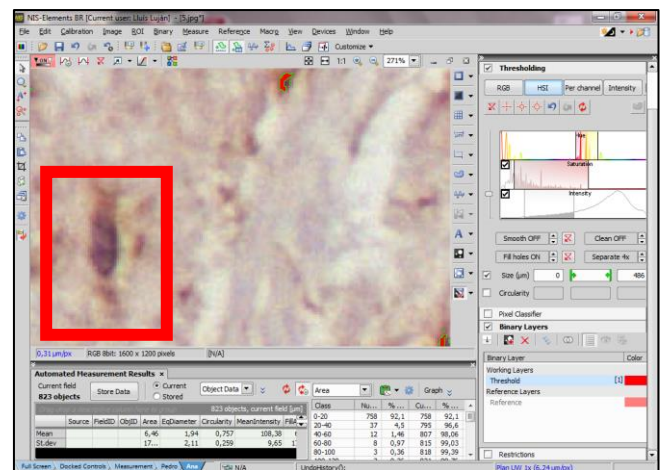 NIS-Elements BR [Current user: Lluís Luján] - [5.jpg*]
File Edit Calibration Image ROI Binary Measure Reference Macro View Devices Window Help
Customize
1:1 271%
Thresholding
RGB HSI Per channel Intensity
Hue
Saturation
Intensity
Smooth OFF Clean OFF
Fill holes ON Separate 4x
Size (µm) 0 486
Circularity
Pixel Classifier
Binary Layers
Binary Layer Color
Working Layers
Threshold [1]
Reference Layers
Reference
Restrictions
Plan UW 1x (6,24 um/px)
0,31 µm/px RGB 8bit: 1600 x 1200 pixels [N/A]
Automated Measurement Results ×
Current field
823 objects
Store Data
Current
Stored
Object Data
Area
Graph
823 objects, current field [µm]
Source FieldID ObjID Area EqDiameter Circularity MeanIntensity
Mean 6,46 1,94 0,757 108,38
St.dev 17... 2,11 0,259 9,65
Class Nu... % ... Cu... % ...
0-20 758 92,1 758 92,1
20-40 37 4,5 795 96,6
40-60 12 1,46 807 98,06
60-80 8 0,97 815 99,03
80-100 3 0,36 818 99,39
Full Screen Docked Controls Measurement Pedro Ana
N/A
UndoHistory():